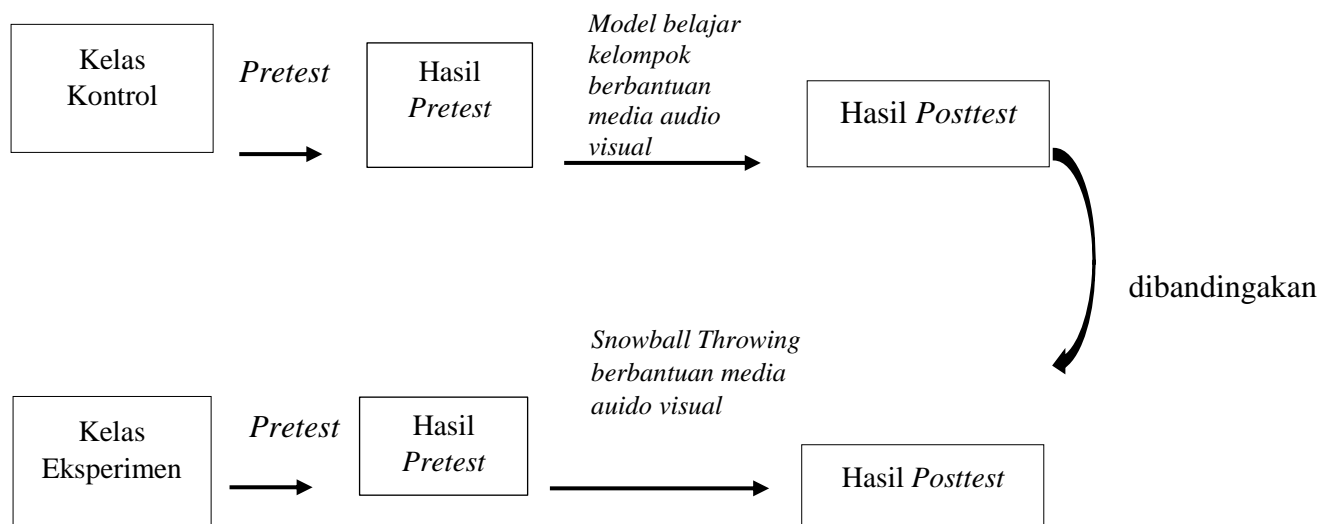 Kelas
Kontrol
Pretest
Hasil
Pretest
Model belajar
kelompok
berbantuan
media audio
visual
Hasil Posttest
dibandingakan
Kelas
Eksperimen
Pretest
Hasil
Pretest
Snowball Throwing
berbantuan media
auido visual
Hasil Posttest